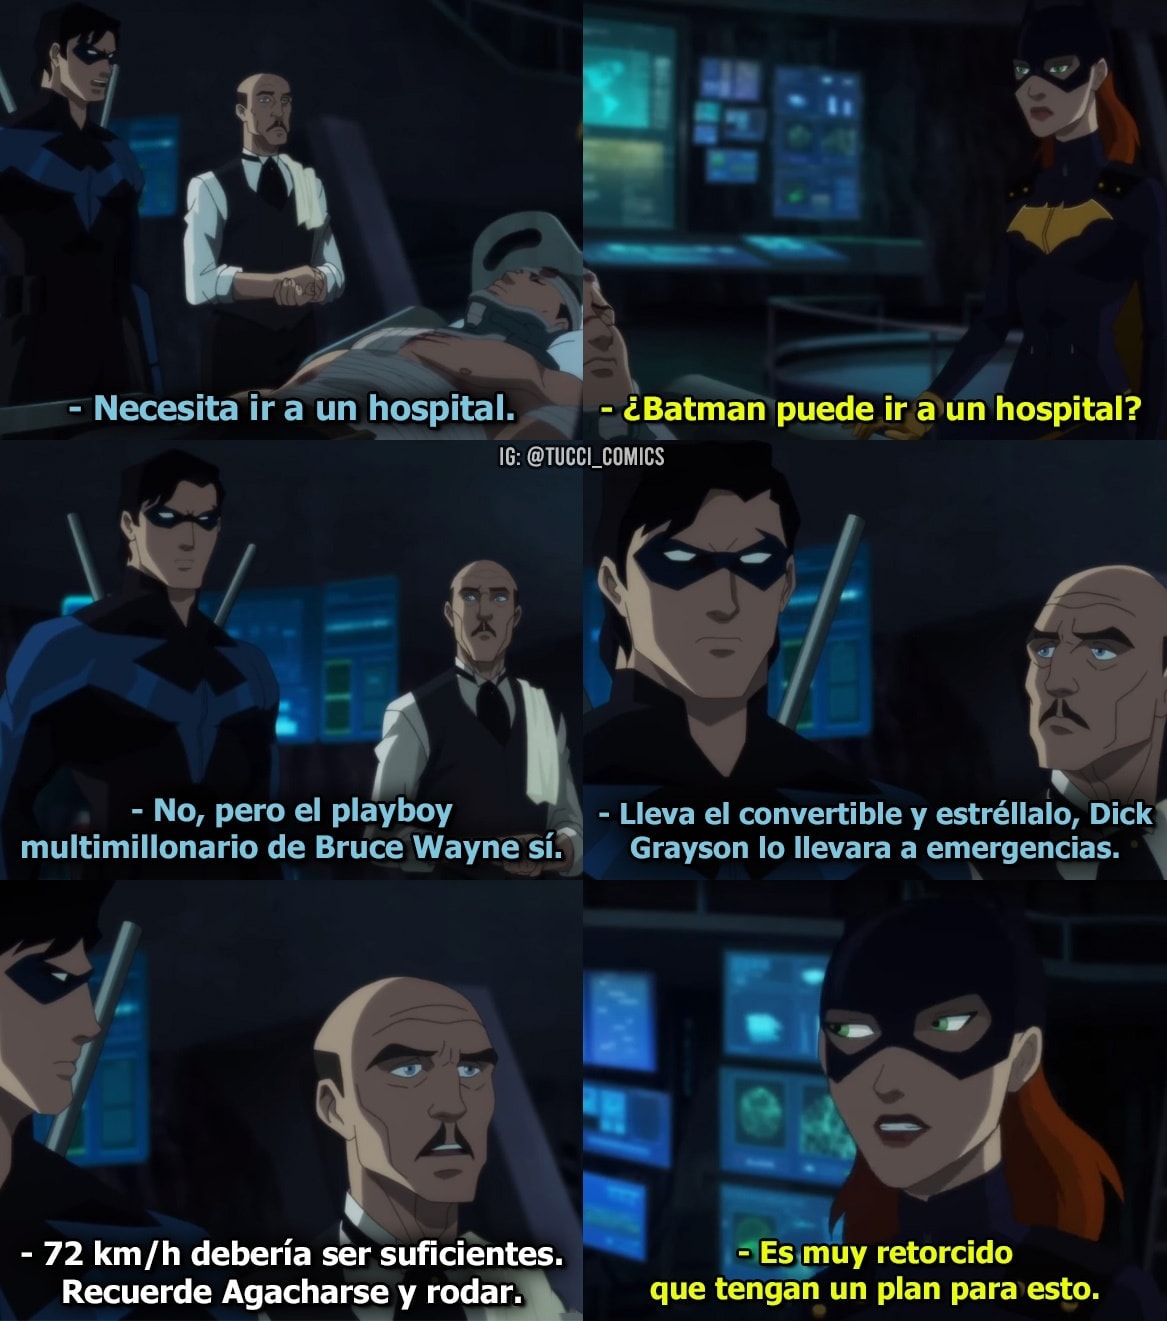 - Necesita ir a un hospital.
- ¿Batman puede ir a un hospital?
IG: @TUCCI_COMICS
- No, pero el playboy
multimillonario de Bruce Wayne sí.
- Lleva el convertible y estréllalo, Dick
Grayson lo llevara a emergencias.
- 72 km/h debería ser suficientes.
Recuerde Agacharse y rodar.
- Es muy retorcido
que tengan un plan para esto.